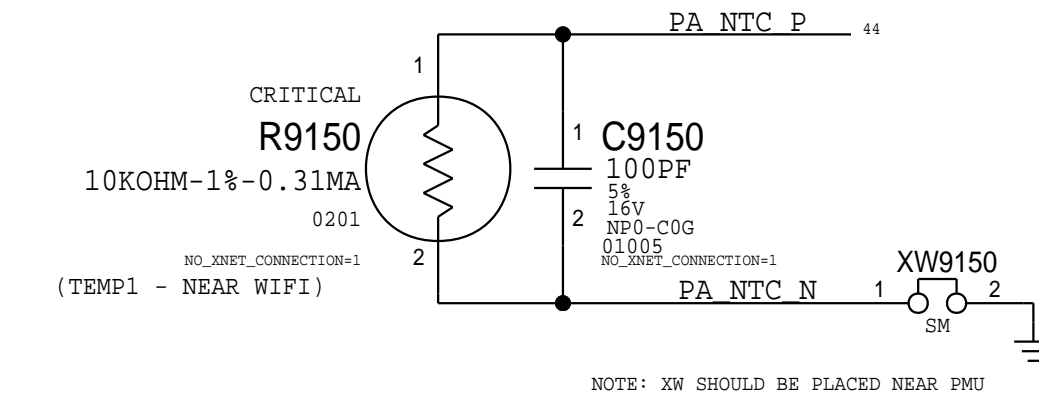 PA_NTC_P 44
1
CRITICAL
R9150
10KOHM-1%-0.31MA
0201
2
NO_XNET_CONNECTION=1
(TEMP1 - NEAR WIFI)
1 C9150
100PF
5%
16V
2 NP0-C0G
01005
NO_XNET_CONNECTION=1
XW9150
PA_NTC_N 1 2
SM
NOTE: XW SHOULD BE PLACED NEAR PMU